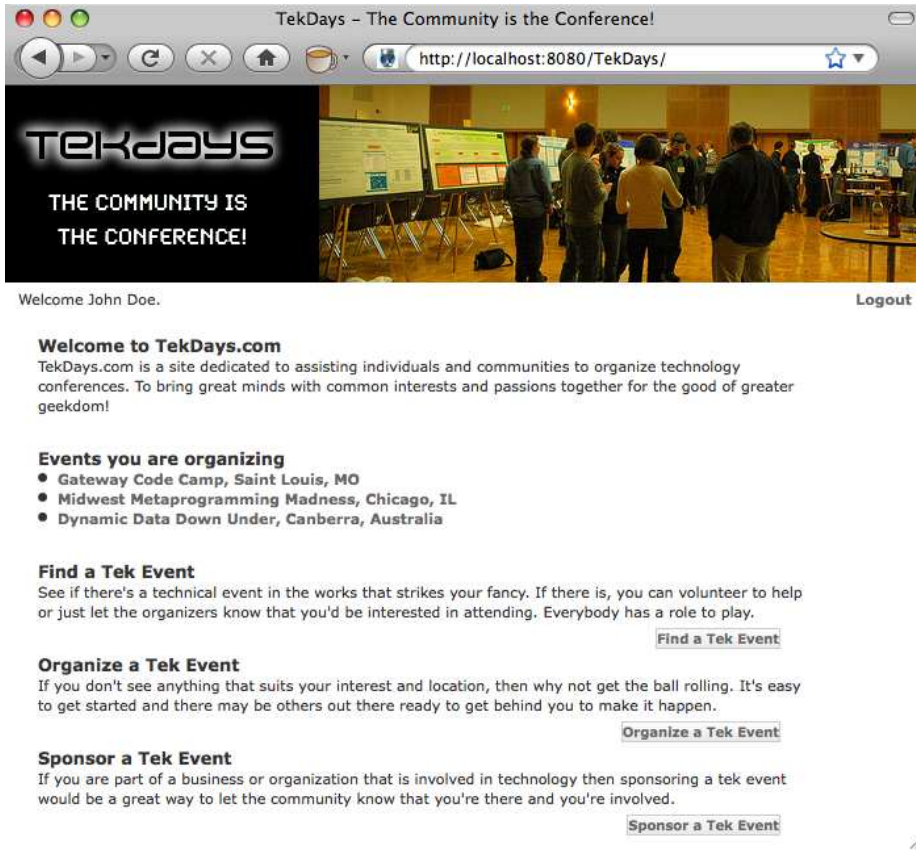 TekDays – The Community is the Conference!
http://localhost:8080/TekDays/
TEKDAYS
THE COMMUNITY IS
THE CONFERENCE!
Welcome John Doe.
Logout
Welcome to TekDays.com
TekDays.com is a site dedicated to assisting individuals and communities to organize technology
conferences. To bring great minds with common interests and passions together for the good of greater
geekdom!
Events you are organizing
Gateway Code Camp, Saint Louis, MO
Midwest Metaprogramming Madness, Chicago, IL
Dynamic Data Down Under, Canberra, Australia
Find a Tek Event
See if there's a technical event in the works that strikes your fancy. If there is, you can volunteer to help
or just let the organizers know that you'd be interested in attending. Everybody has a role to play.
Find a Tek Event
Organize a Tek Event
If you don't see anything that suits your interest and location, then why not get the ball rolling. It's easy
to get started and there may be others out there ready to get behind you to make it happen.
Organize a Tek Event
Sponsor a Tek Event
If you are part of a business or organization that is involved in technology then sponsoring a tek event
would be a great way to let the community know that you're there and you're involved.
Sponsor a Tek Event